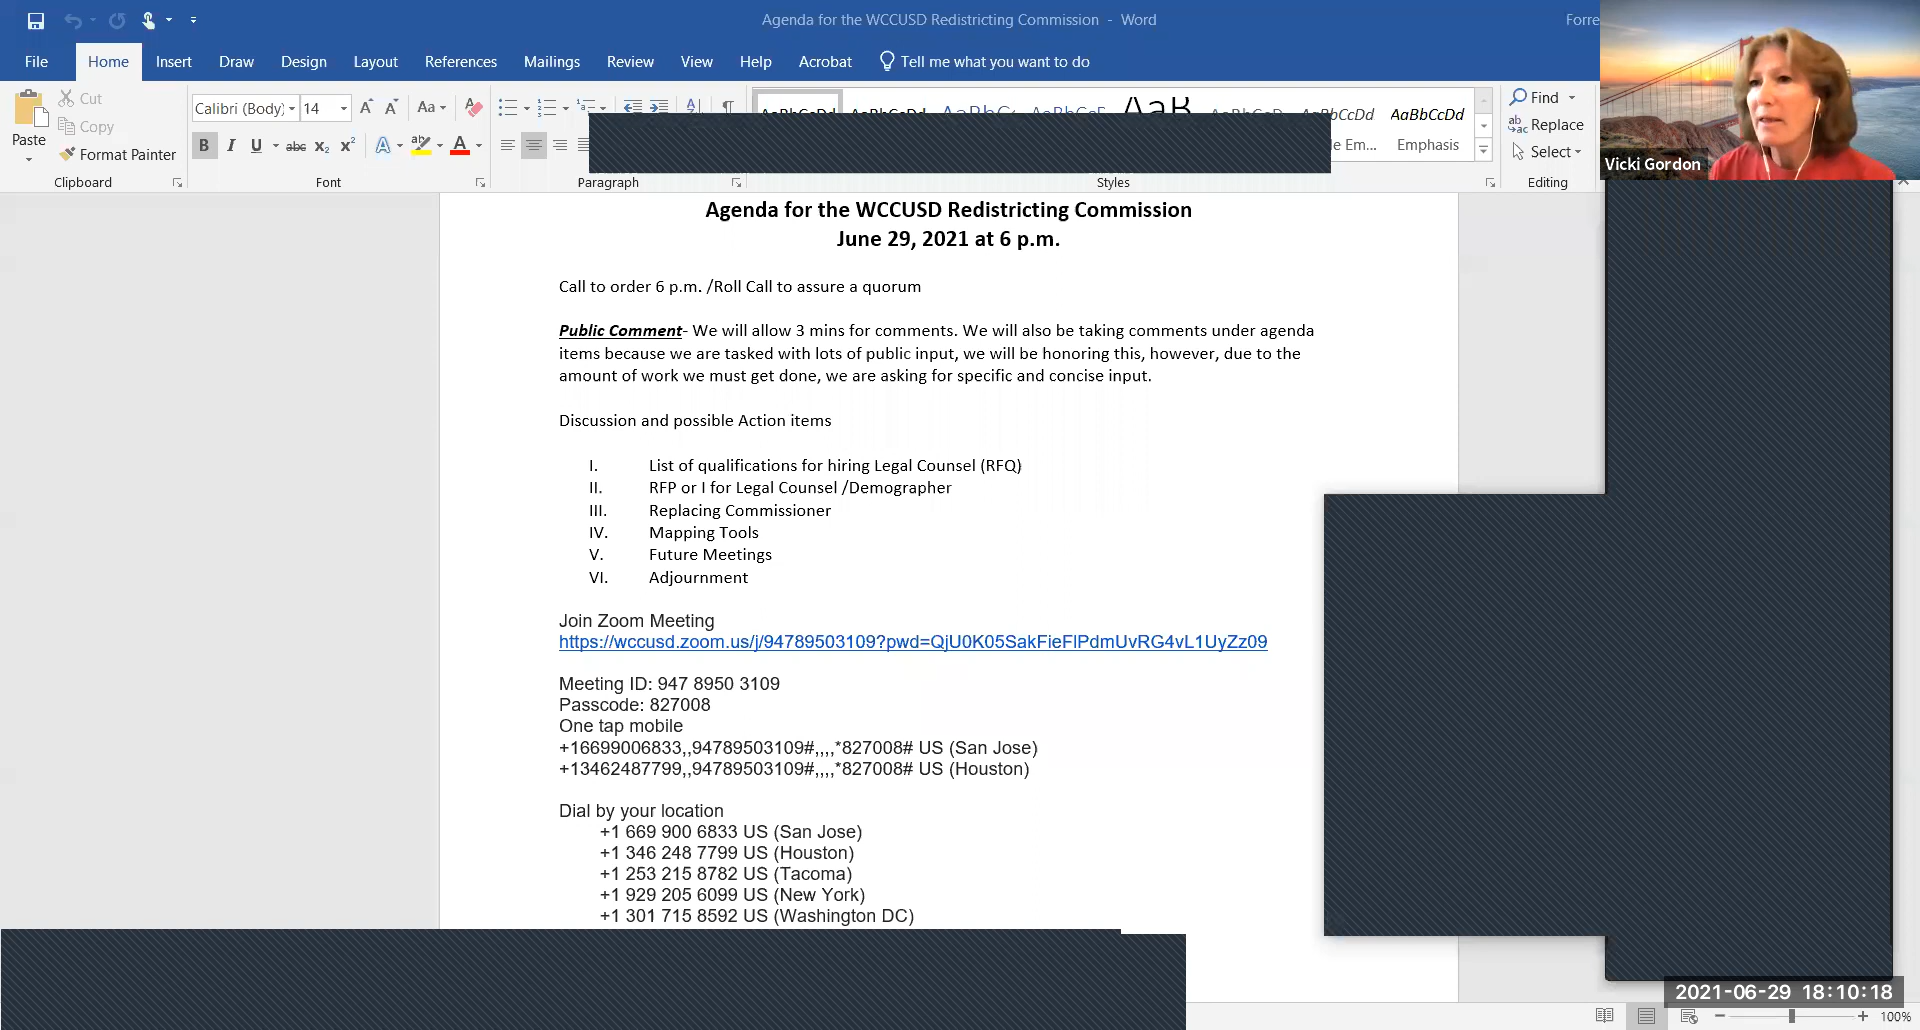 Agenda for the WCCUSD Redistricting Commission - Word
Forre
File Home Insert Draw Design Layout References Mailings Review View Help Acrobat Tell me what you want to do
Paste
Cut
Copy
Format Painter
Clipboard
Calibri (Body) 14
Font
Paragraph
AaBbCcDd
Emphasis
Styles
Find
Replace
Select
Editing
Vicki Gordon
Agenda for the WCCUSD Redistricting Commission
June 29, 2021 at 6 p.m.
Call to order 6 p.m. /Roll Call to assure a quorum
Public Comment- We will allow 3 mins for comments. We will also be taking comments under agenda
items because we are tasked with lots of public input, we will be honoring this, however, due to the
amount of work we must get done, we are asking for specific and concise input.
Discussion and possible Action items
I. List of qualifications for hiring Legal Counsel (RFQ)
II. RFP or I for Legal Counsel /Demographer
III. Replacing Commissioner
IV. Mapping Tools
V. Future Meetings
VI. Adjournment
Join Zoom Meeting
https://wccusd.zoom.us/j/94789503109?pwd=QjU0K05SakFieFlPdmUvRG4vL1UyZz09
Meeting ID: 947 8950 3109
Passcode: 827008
One tap mobile
+16699006833,,94789503109#,,,,*827008# US (San Jose)
+13462487799,,94789503109#,,,,*827008# US (Houston)
Dial by your location
+1 669 900 6833 US (San Jose)
+1 346 248 7799 US (Houston)
+1 253 215 8782 US (Tacoma)
+1 929 205 6099 US (New York)
+1 301 715 8592 US (Washington DC)
2021-06-29 18:10:18
100%